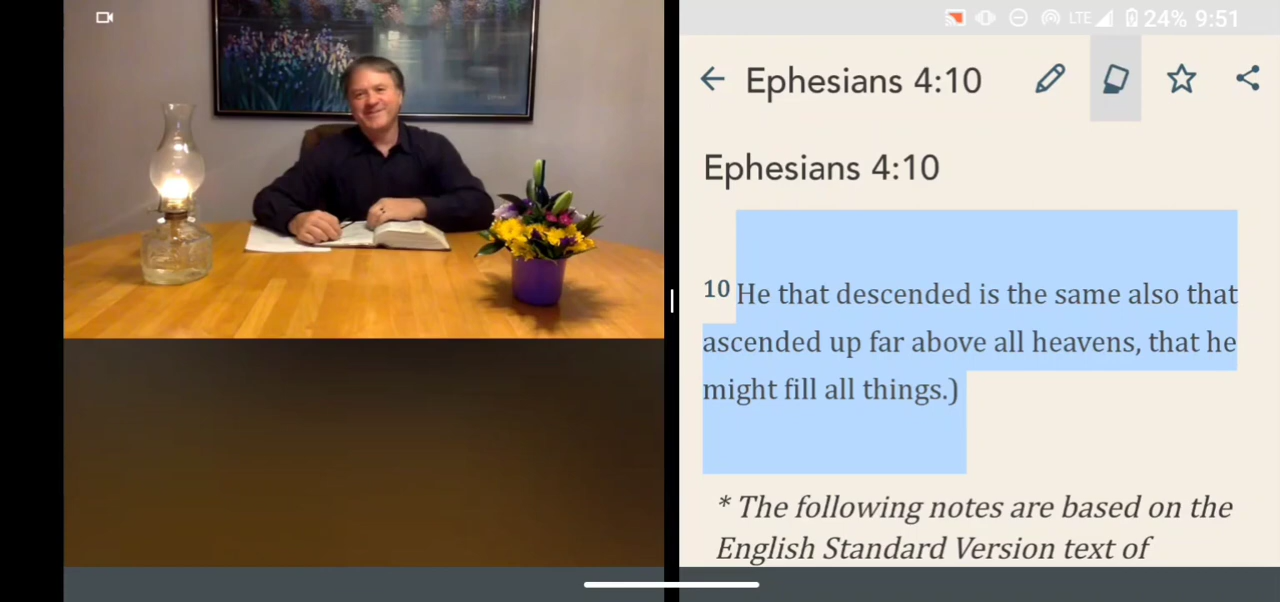 LTE 24% 9:51
Ephesians 4:10
Ephesians 4:10
10 He that descended is the same also that
ascended up far above all heavens, that he
might fill all things.)
* The following notes are based on the
English Standard Version text of